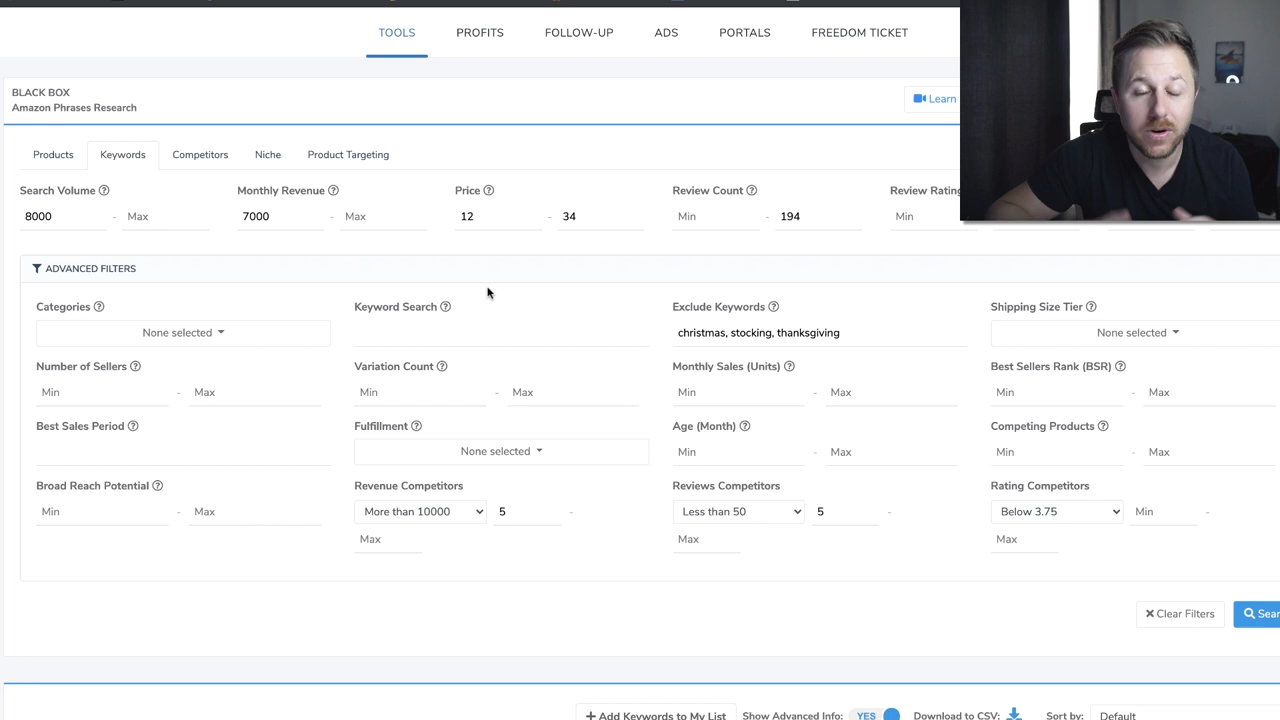 TOOLS PROFITS FOLLOW-UP ADS PORTALS FREEDOM TICKET
BLACK BOX
Amazon Phrases Research
Learn
Products Keywords Competitors Niche Product Targeting
Search Volume Monthly Revenue Price Review Count Review Rating
8000 - Max 7000 - Max 12 - 34 Min - 194 Min
ADVANCED FILTERS
Categories Keyword Search Exclude Keywords Shipping Size Tier
None selected christmas, stocking, thanksgiving None selected
Number of Sellers Variation Count Monthly Sales (Units) Best Sellers Rank (BSR)
Min - Max Min - Max Min - Max Min - Max
Best Sales Period Fulfillment Age (Month) Competing Products
None selected Min - Max Min - Max
Broad Reach Potential Revenue Competitors Reviews Competitors Rating Competitors
Min - Max More than 10000 5 - Less than 50 5 - Below 3.75 Min -
Max Max Max
Clear Filters Sear
+ Add Keywords to My List Show Advanced Info: YES Download to CSV: Sort by: Default